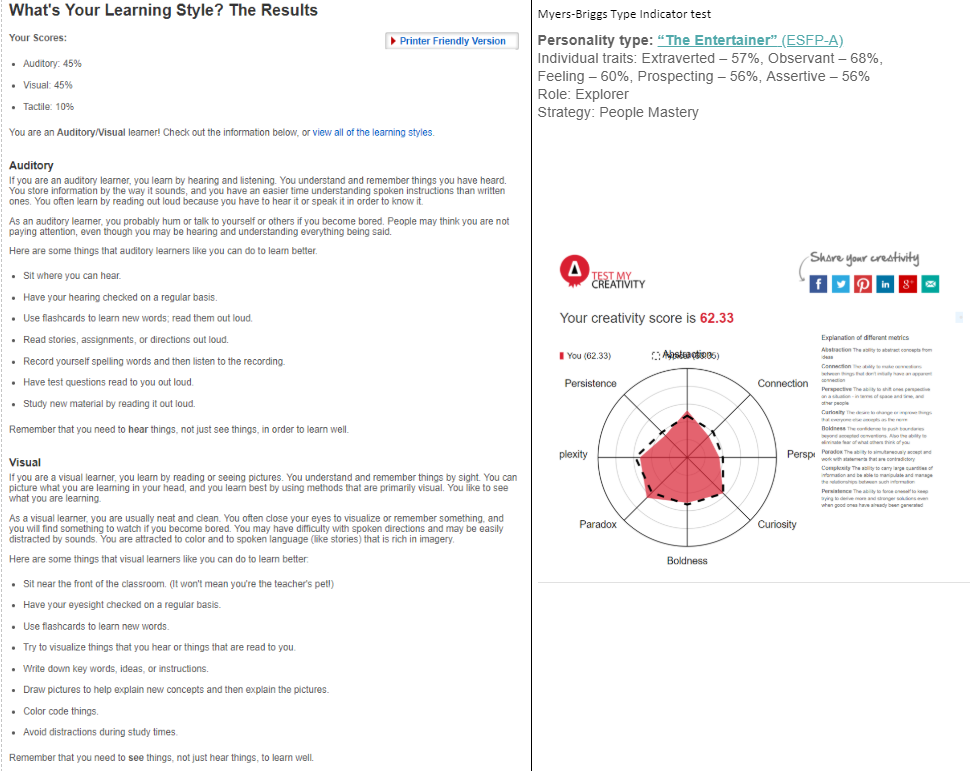 What's Your Learning Style? The Results
Your Scores:
Printer Friendly Version
Auditory: 45%
Visual: 45%
Tactile: 10%
You are an Auditory/Visual learner! Check out the information below, or view all of the learning styles.
Auditory
If you are an auditory learner, you learn by hearing and listening. You understand and remember things you have heard.
You store information by the way it sounds, and you have an easier time understanding spoken instructions than written
ones. You often learn by reading out loud because you have to hear it or speak it in order to know it.
As an auditory learner, you probably hum or talk to yourself or others if you become bored. People may think you are not
paying attention, even though you may be hearing and understanding everything being said.
Here are some things that auditory learners like you can do to learn better.
Sit where you can hear.
Have your hearing checked on a regular basis.
Use flashcards to learn new words; read them out loud.
Read stories, assignments, or directions out loud.
Record yourself spelling words and then listen to the recording.
Have test questions read to you out loud.
Study new material by reading it out loud.
Remember that you need to hear things, not just see things, in order to learn well.
Visual
If you are a visual learner, you learn by reading or seeing pictures. You understand and remember things by sight. You can
picture what you are learning in your head, and you learn best by using methods that are primarily visual. You like to see
what you are learning.
As a visual learner, you are usually neat and clean. You often close your eyes to visualize or remember something, and
you will find something to watch if you become bored. You may have difficulty with spoken directions and may be easily
distracted by sounds. You are attracted to color and to spoken language (like stories) that is rich in imagery.
Here are some things that visual learners like you can do to learn better:
Sit near the front of the classroom. (It won't mean you're the teacher's pet!)
Have your eyesight checked on a regular basis.
Use flashcards to learn new words.
Try to visualize things that you hear or things that are read to you.
Write down key words, ideas, or instructions.
Draw pictures to help explain new concepts and then explain the pictures.
Color code things.
Avoid distractions during study times.
Remember that you need to see things, not just hear things, to learn well.
Myers-Briggs Type Indicator test
Personality type: “The Entertainer” (ESFP-A)
Individual traits: Extraverted – 57%, Observant – 68%,
Feeling – 60%, Prospecting – 56%, Assertive – 56%
Role: Explorer
Strategy: People Mastery
TEST MY
CREATIVITY
Share your creativity
Your creativity score is 62.33
You (62.33)
Abstraction
Persistence
Connection
plexity
Persp
Paradox
Curiosity
Boldness
Explanation of different metrics
Abstraction The ability to abstract concepts from
ideas
Connection The ability to make connections
between things that don't initially have an apparent
connection
Perspective The ability to shift ones perspective
on a situation - in terms of space and time, and
other people
Curiosity The desire to change or improve things
that everyone else accepts as the norm
Boldness The confidence to push boundaries
beyond accepted conventions. Also the ability to
eliminate fear of what others think of you
Paradox The ability to simultaneously accept and
work with statements that are contradictory
Complexity The ability to carry large quantities of
information and be able to manipulate and manage
the relationships between such information
Persistence The ability to force oneself to keep
trying to derive more and stronger solutions even
when good ones have already been generated